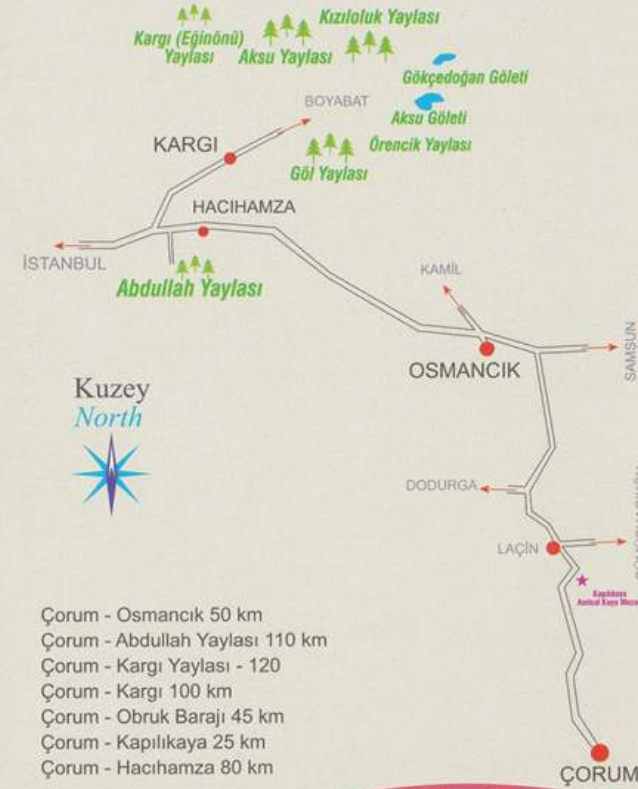 Kızıloluk Yaylası
Kargı (Eğinönü)
Yaylası
Aksu Yaylası
Gökçedoğan Göleti
BOYABAT
Aksu Göleti
KARGI
Örencik Yaylası
Göl Yaylası
HACIHAMZA
İSTANBUL
KAMİL
Abdullah Yaylası
SAMSUN
OSMANCIK
Kuzey
North
DODURGA
LAÇİN
Kapılıkaya
Anıtsal Kaya Mezarı
Çorum - Osmancık 50 km
Çorum - Abdullah Yaylası 110 km
Çorum - Kargı Yaylası - 120
Çorum - Kargı 100 km
Çorum - Obruk Barajı 45 km
Çorum - Kapılıkaya 25 km
Çorum - Hacıhamza 80 km
ÇORUM